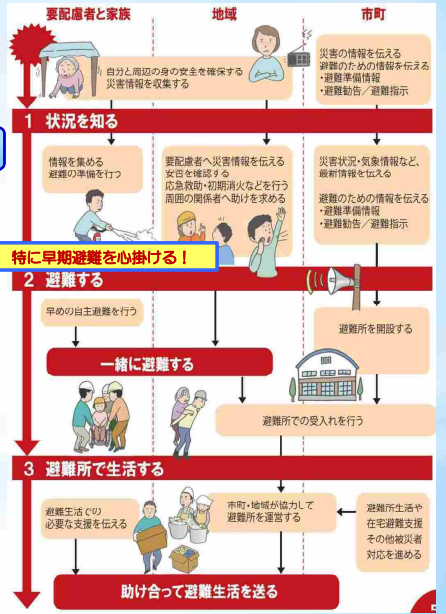 要配慮者と家族
地域
市町
自分と周辺の身の安全を確保する
災害情報を収集する
災害の情報を伝える
避難のための情報を伝える
・避難準備情報
・避難勧告／避難指示
1 状況を知る
情報を集める
避難の準備を行う
要配慮者へ災害情報を伝える
安否を確認する
応急救助・初期消火などを行う
周囲の関係者へ助けを求める
災害状況・気象情報など、
最新情報を伝える
避難のための情報を伝える
・避難準備情報
・避難勧告／避難指示
特に早期避難を心掛ける！
2 避難する
早めの自主避難を行う
避難所を開設する
一緒に避難する
避難所での受入れを行う
3 避難所で生活する
避難生活での
必要な支援を伝える
市町・地域が協力して
避難所を運営する
避難所生活や
在宅避難支援
その他被災者
対応を進める
助け合って避難生活を送る